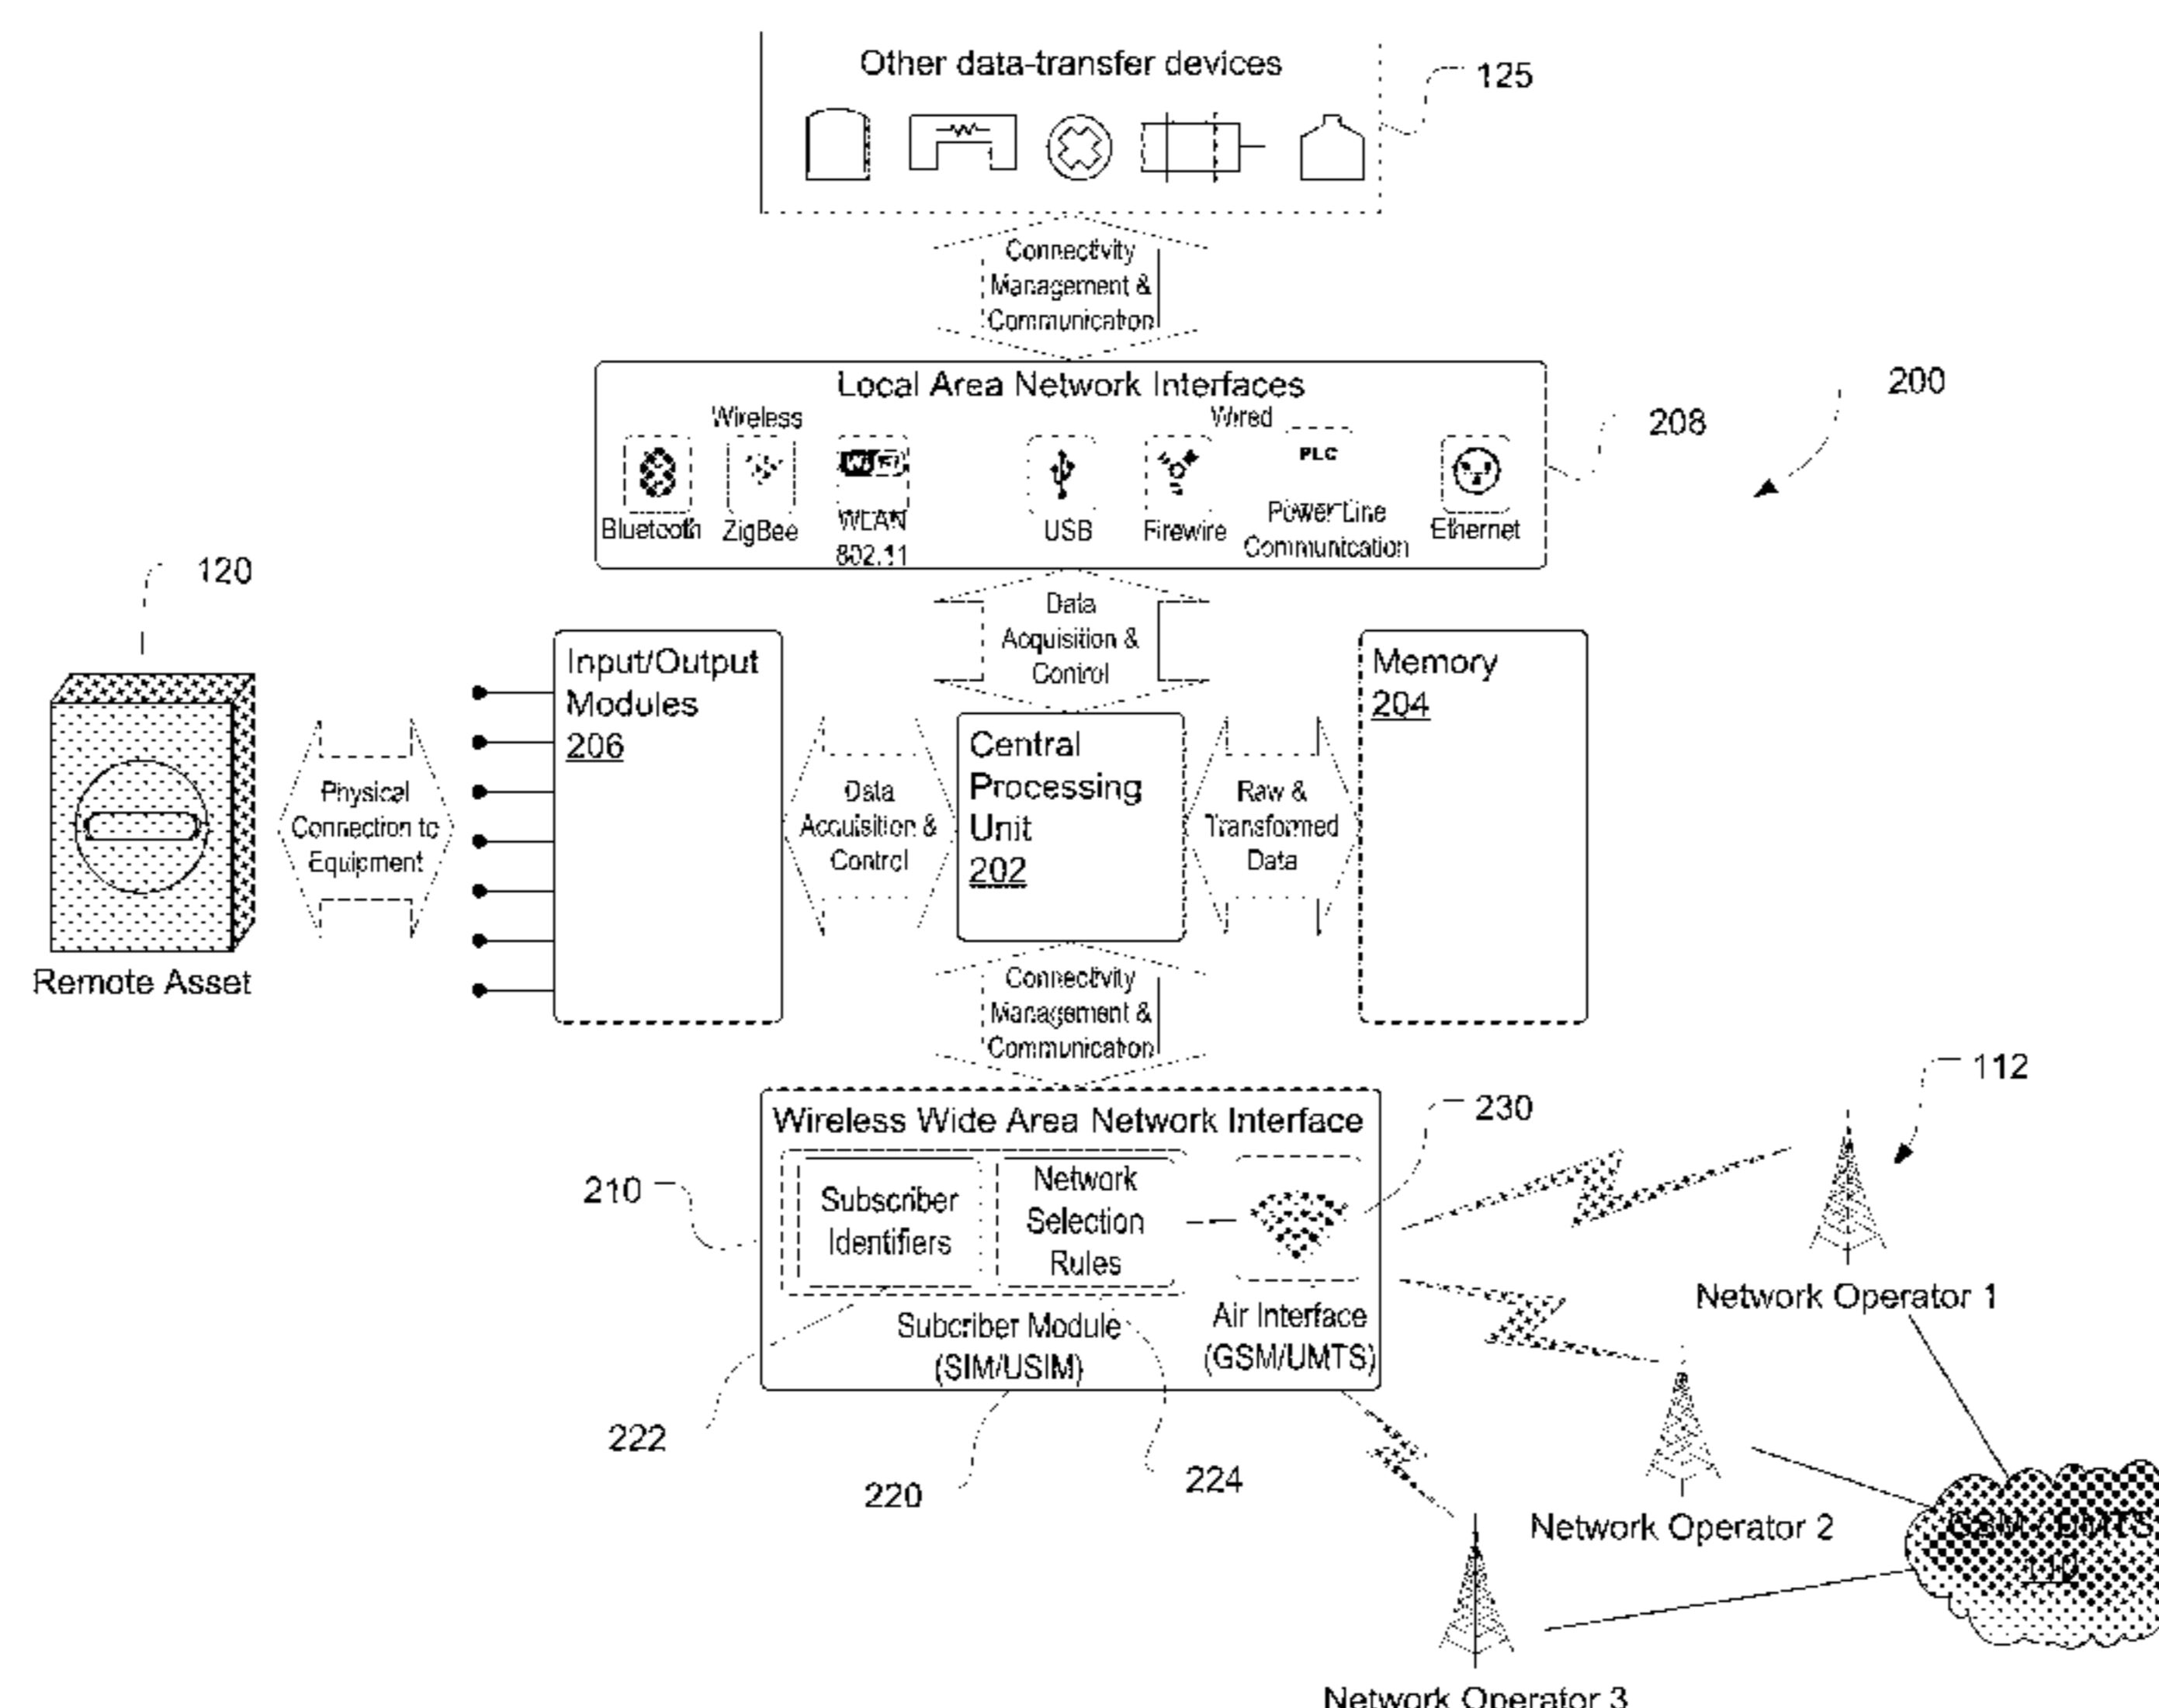 Other data-transfer devices
125
Connectivity
Management &
Communication
Local Area Network Interfaces
Wireless
Wired
200
208
PLC
Bluetooth
ZigBee
WLAN
802.11
USB
Firewire
Power Line
Communication
Ethernet
120
Data
Acquisition &
Control
Input/Output
Modules
206
Memory
204
Central
Processing
Unit
202
Physical
Connection to
Equipment
Data
Acquisition &
Control
Raw &
Transformed
Data
Remote Asset
Connectivity
Management &
Communication
112
Wireless Wide Area Network Interface
230
210
Subscriber
Identifiers
Network
Selection
Rules
Subcriber Module
(SIM/USIM)
Air Interface
(GSM/UMTS)
Network Operator 1
222
220
224
Network Operator 2
GSM / UMTS
110
Network Operator 3